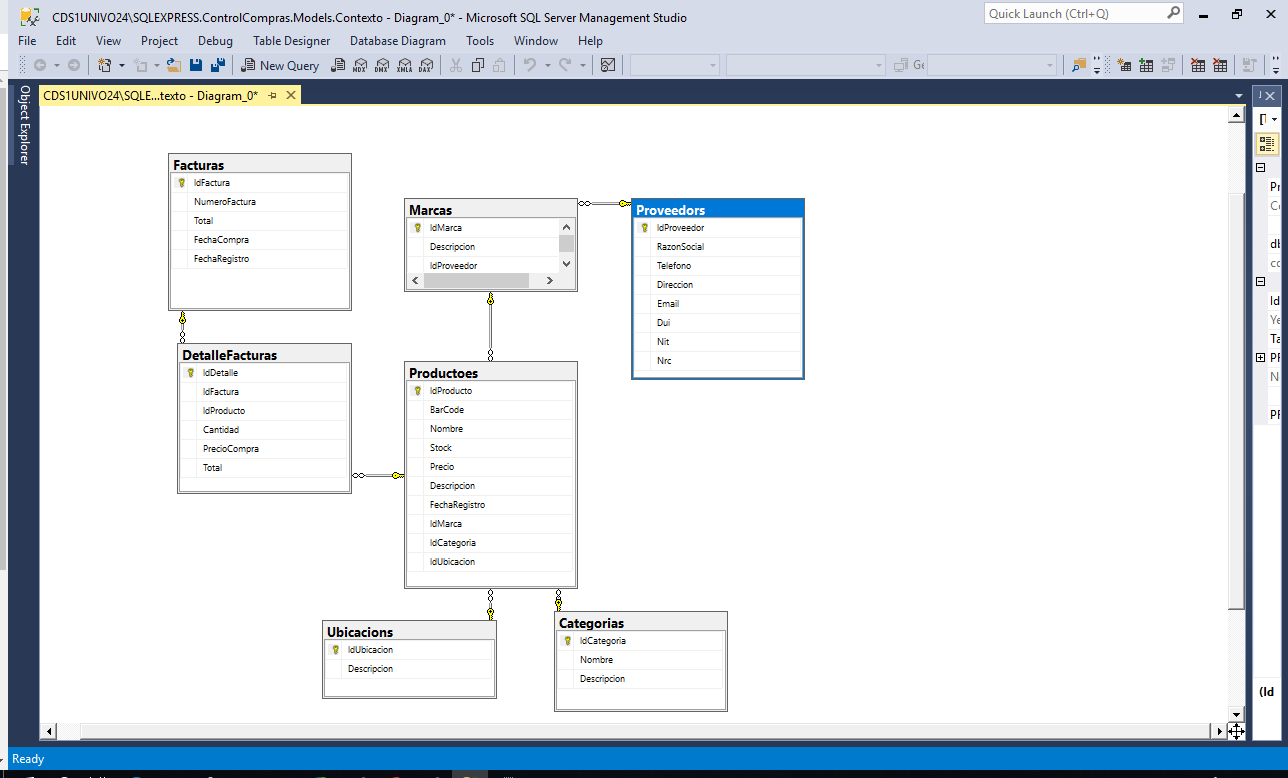 CDS1UNIVO24\SQLEXPRESS.ControlCompras.Models.Contexto - Diagram_0* - Microsoft SQL Server Management Studio
Quick Launch (Ctrl+Q)
File Edit View Project Debug Table Designer Database Diagram Tools Window Help
New Query
MDX DMX XMLA DAX
Ge
Object Explorer
CDS1UNIVO24\SQLE...texto - Diagram_0*
Facturas
IdFactura
NumeroFactura
Total
FechaCompra
FechaRegistro
Marcas
IdMarca
Descripcion
IdProveedor
Proveedors
IdProveedor
RazonSocial
Telefono
Direccion
Email
Dui
Nit
Nrc
DetalleFacturas
IdDetalle
IdFactura
IdProducto
Cantidad
PrecioCompra
Total
Productoes
IdProducto
BarCode
Nombre
Stock
Precio
Descripcion
FechaRegistro
IdMarca
IdCategoria
IdUbicacion
Ubicacions
IdUbicacion
Descripcion
Categorias
IdCategoria
Nombre
Descripcion
Pr
db
co
Id
Ye
Ta
PF
N
PF
(Id
Ready